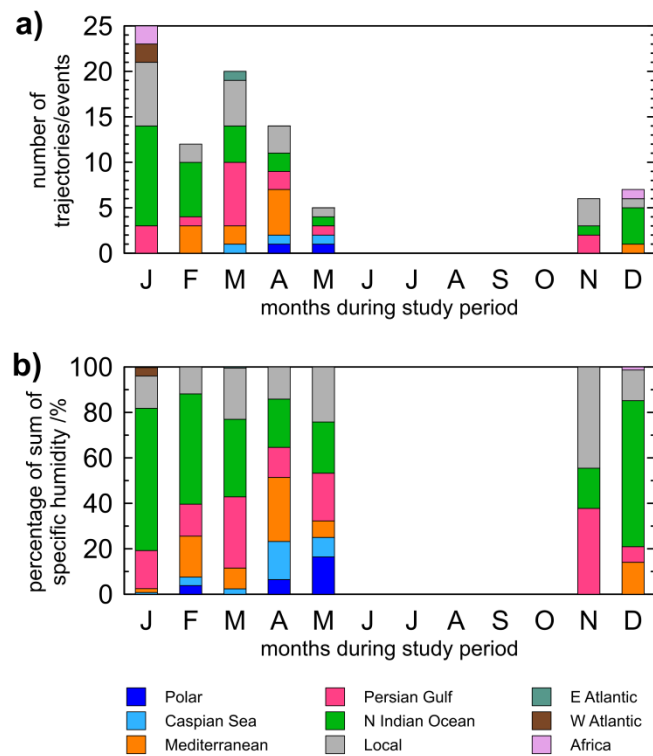 a)
25
20
15
10
5
0
number of
trajectories/events
J F M A M J J A S O N D
months during study period
b)
100
80
60
40
20
0
percentage of sum of
specific humidity /%
J F M A M J J A S O N D
months during study period
Polar Persian Gulf E Atlantic
Caspian Sea N Indian Ocean W Atlantic
Mediterranean Local Africa